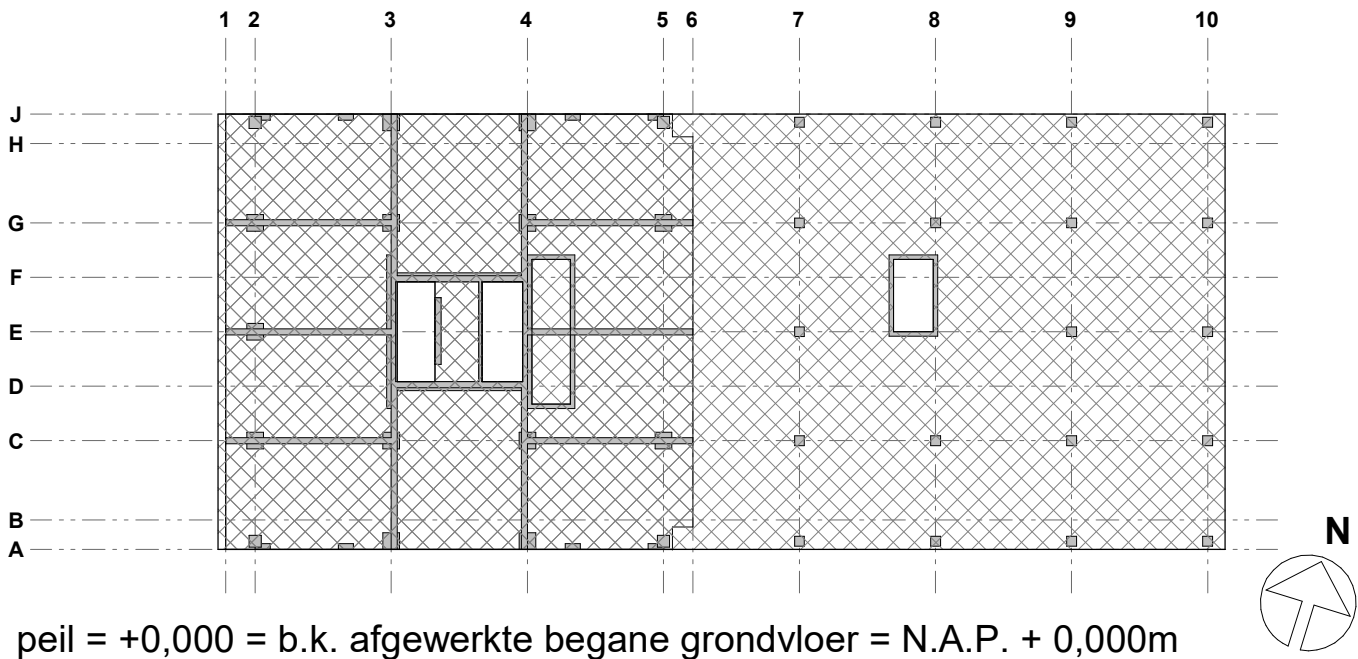 1 2 3 4 5 6 7 8 9 10
J
H
G
F
E
D
C
B
A
N
peil = +0,000 = b.k. afgewerkte begane grondvloer = N.A.P. + 0,000m